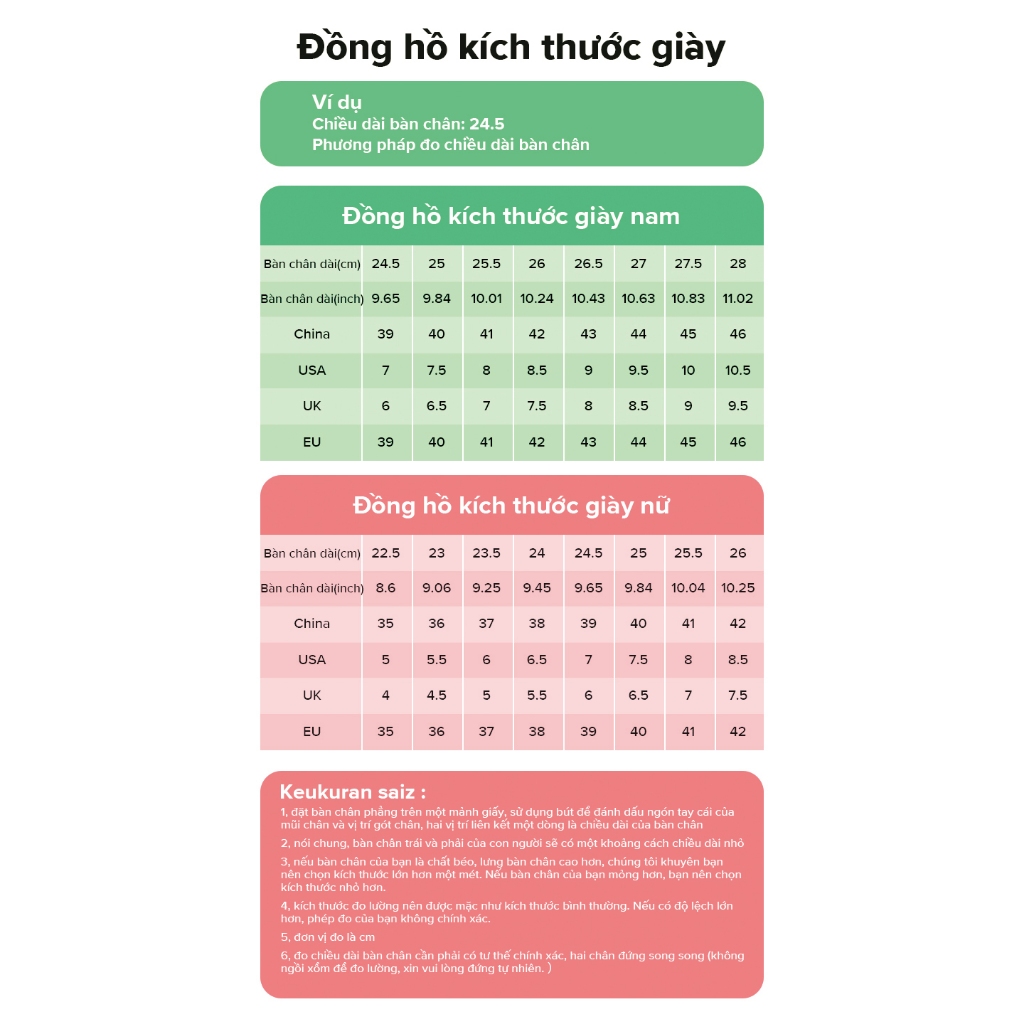 Đồng hồ kích thước giày
Ví dụ
Chiều dài bàn chân: 24.5
Phương pháp đo chiều dài bàn chân
Đồng hồ kích thước giày nam
Bàn chân dài(cm) 24.5 25 25.5 26 26.5 27 27.5 28
Bàn chân dài(inch) 9.65 9.84 10.01 10.24 10.43 10.63 10.83 11.02
China 39 40 41 42 43 44 45 46
USA 7 7.5 8 8.5 9 9.5 10 10.5
UK 6 6.5 7 7.5 8 8.5 9 9.5
EU 39 40 41 42 43 44 45 46
Đồng hồ kích thước giày nữ
Bàn chân dài(cm) 22.5 23 23.5 24 24.5 25 25.5 26
Bàn chân dài(inch) 8.6 9.06 9.25 9.45 9.65 9.84 10.04 10.25
China 35 36 37 38 39 40 41 42
USA 5 5.5 6 6.5 7 7.5 8 8.5
UK 4 4.5 5 5.5 6 6.5 7 7.5
EU 35 36 37 38 39 40 41 42
Keukuran saiz :
1, đặt bàn chân phẳng trên một mảnh giấy, sử dụng bút để đánh dấu ngón tay cái của
mũi chân và vị trí gót chân, hai vị trí liên kết một dòng là chiều dài của bàn chân
2, nói chung, bàn chân trái và phải của con người sẽ có một khoảng cách chiều dài nhỏ
3, nếu bàn chân của bạn là chất béo, lưng bàn chân cao hơn, chúng tôi khuyên bạn
nên chọn kích thước lớn hơn một mét. Nếu bàn chân của bạn mỏng hơn, bạn nên chọn
kích thước nhỏ hơn.
4, kích thước đo lường nên được mặc như kích thước bình thường. Nếu có độ lệch lớn
hơn, phép đo của bạn không chính xác.
5, đơn vị đo là cm
6, đo chiều dài bàn chân cần phải có tư thế chính xác, hai chân đứng song song (không
ngồi xổm để đo lường, xin vui lòng đứng tự nhiên. )